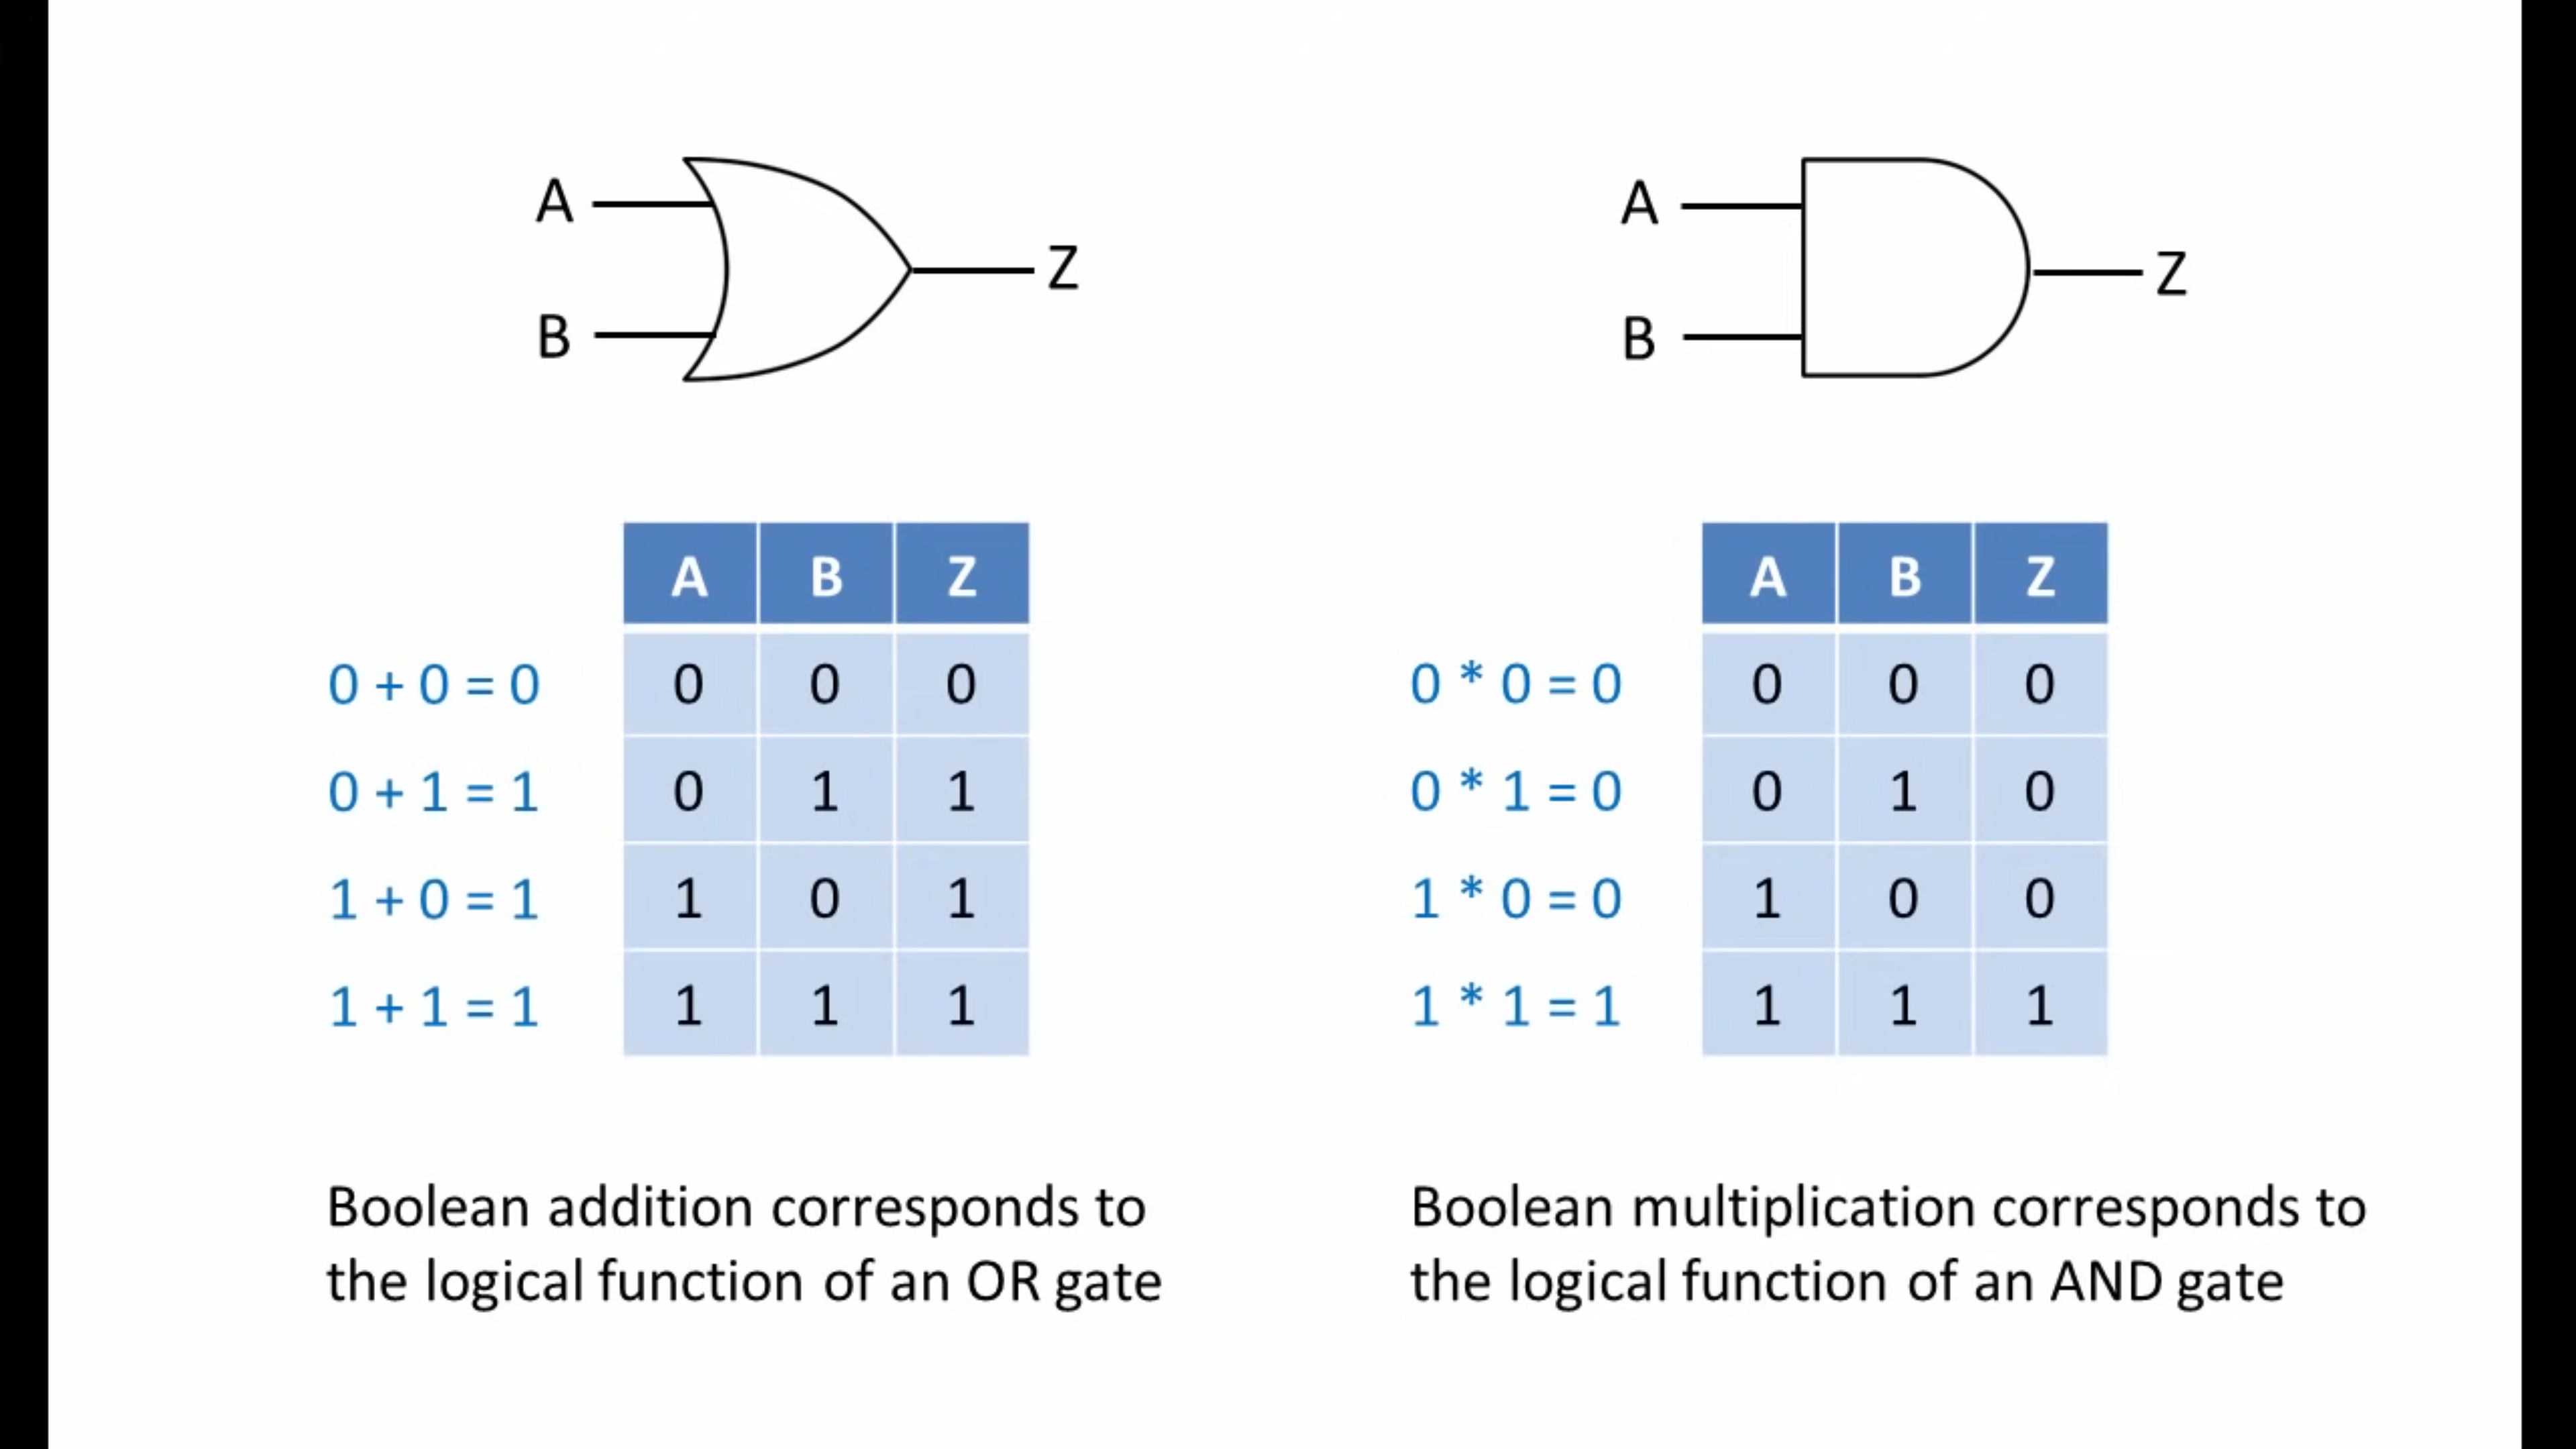 A
B
Z
A B Z
0 + 0 = 0 0 0 0
0 + 1 = 1 0 1 1
1 + 0 = 1 1 0 1
1 + 1 = 1 1 1 1
Boolean addition corresponds to
the logical function of an OR gate
A
B
Z
A B Z
0 * 0 = 0 0 0 0
0 * 1 = 0 0 1 0
1 * 0 = 0 1 0 0
1 * 1 = 1 1 1 1
Boolean multiplication corresponds to
the logical function of an AND gate